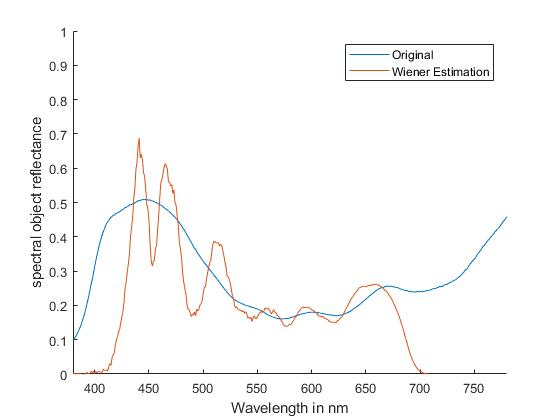 1
0.9
0.8
0.7
0.6
0.5
0.4
0.3
0.2
0.1
0
spectral object reflectance
Original
Wiener Estimation
400 450 500 550 600 650 700 750
Wavelength in nm